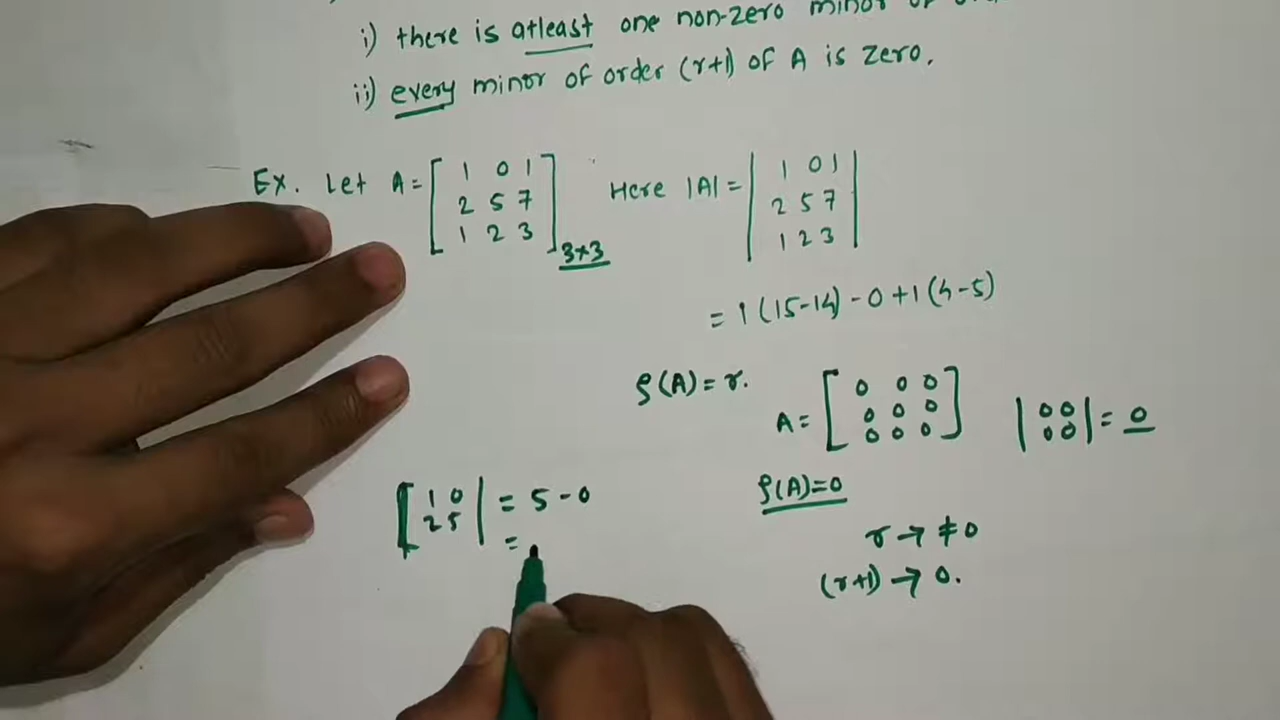 i) there is atleast one non-zero minor of
ii) every minor of order (r+1) of A is zero.
Ex. Let A = [ 1 0 1
2 5 7
1 2 3 ] 3×3
Here |A| = | 1 0 1
2 5 7
1 2 3 |
= 1(15-14) - 0 + 1(4-5)
ρ(A) = r.
A = [ 0 0 0
0 0 0
0 0 0 ]
| 0 0
0 0 | = 0
ρ(A)=0
r → ≠0
(r+1) → 0.
[ 1 0
2 5 | = 5 - 0
=